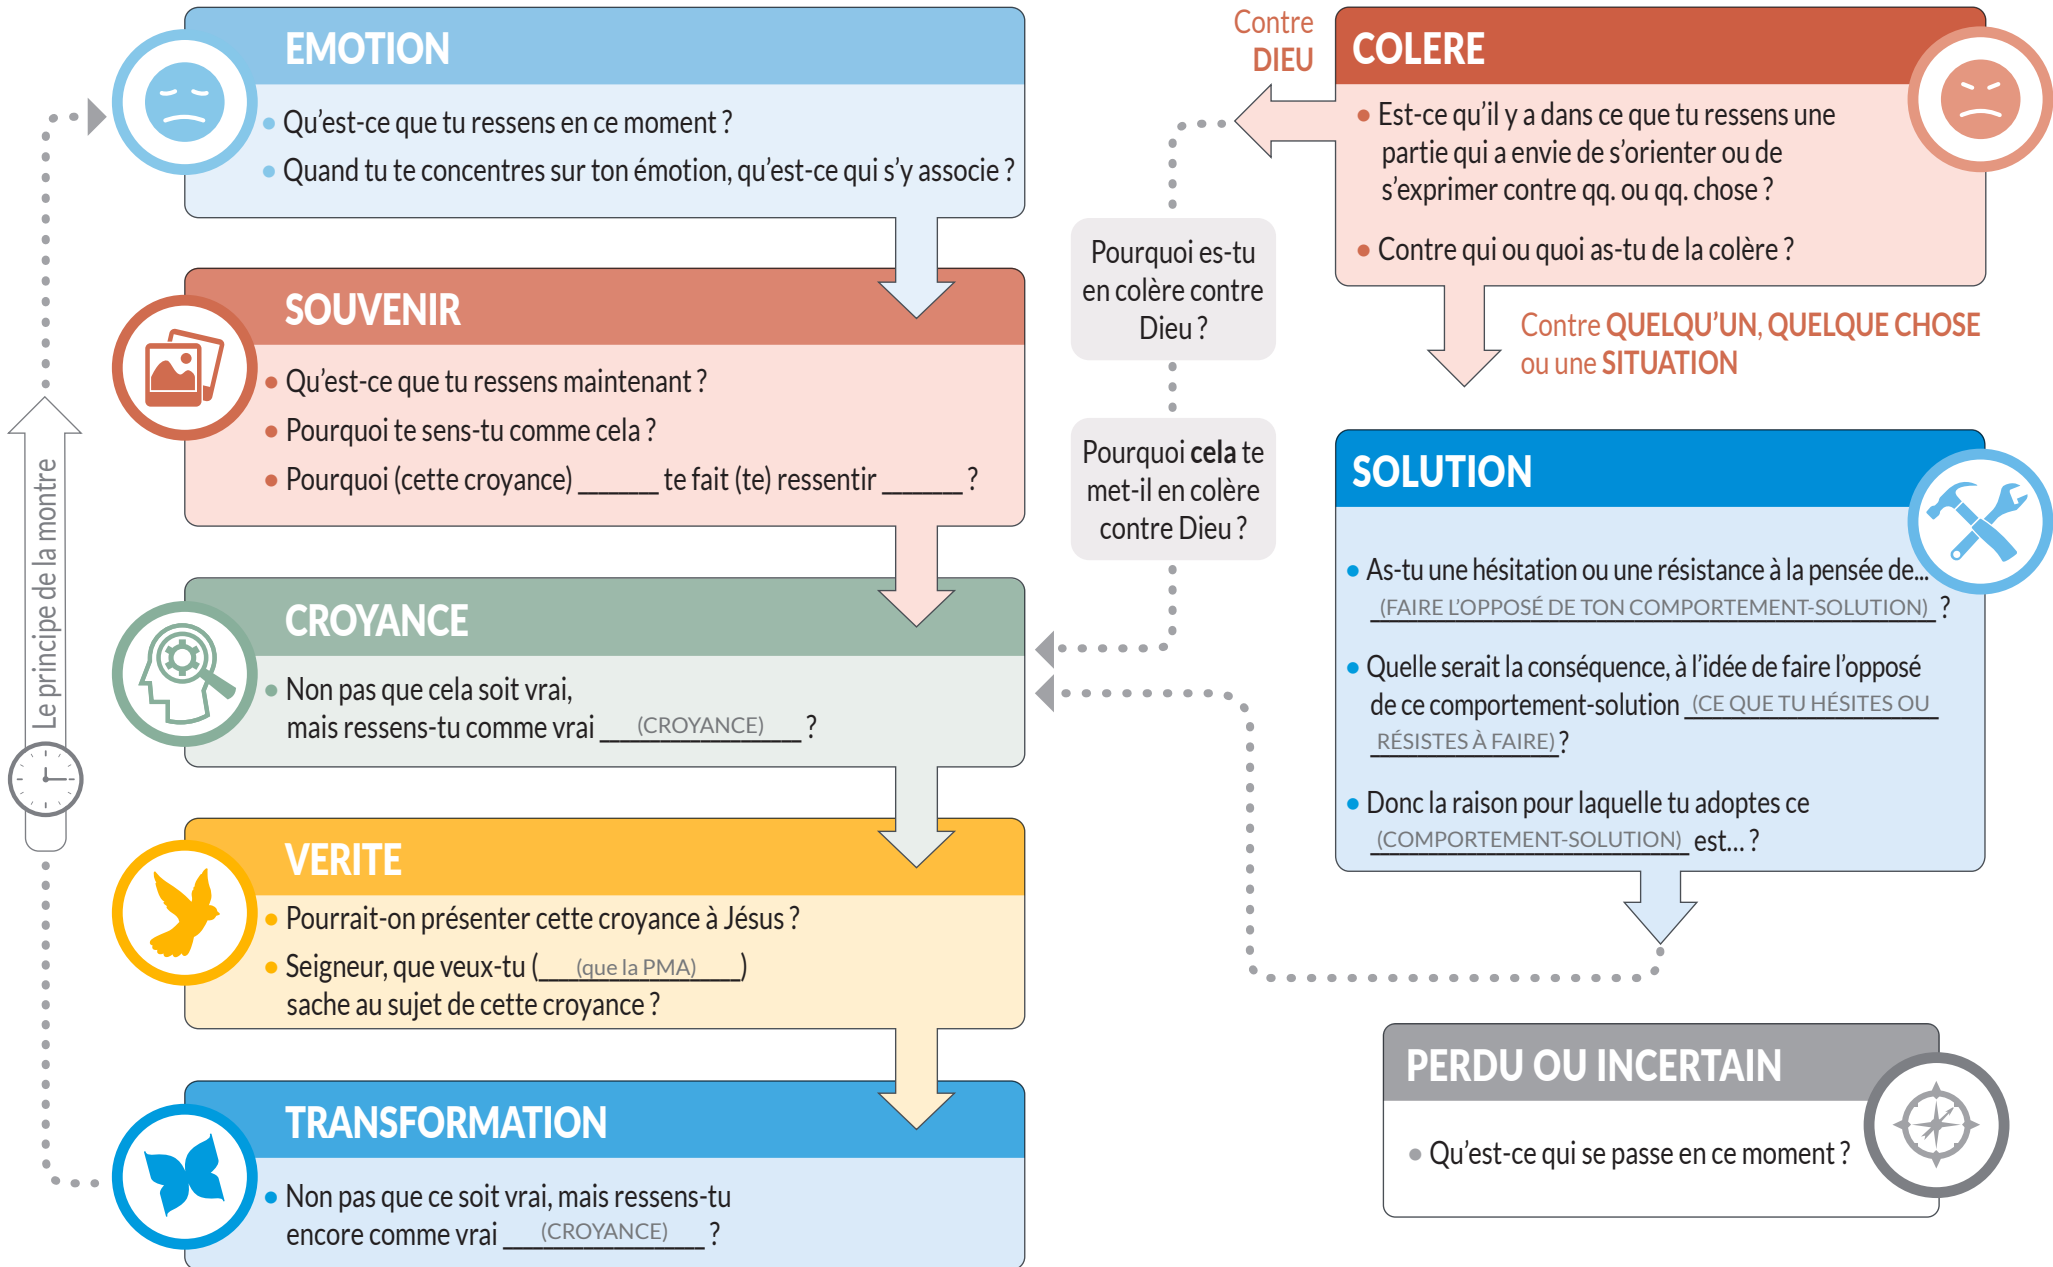 EMOTION
Qu'est-ce que tu ressens en ce moment ?
Quand tu te concentres sur ton émotion, qu'est-ce qui s'y associe ?
SOUVENIR
Qu'est-ce que tu ressens maintenant ?
Pourquoi te sens-tu comme cela ?
Pourquoi (cette croyance) ________ te fait (te) ressentir ________ ?
CROYANCE
Non pas que cela soit vrai,
mais ressens-tu comme vrai (CROYANCE) ?
VERITE
Pourrait-on présenter cette croyance à Jésus ?
Seigneur, que veux-tu ( (que la PMA) )
sache au sujet de cette croyance ?
TRANSFORMATION
Non pas que ce soit vrai, mais ressens-tu
encore comme vrai (CROYANCE) ?
Le principe de la montre
Contre
DIEU
Pourquoi es-tu
en colère contre
Dieu ?
Pourquoi cela te
met-il en colère
contre Dieu ?
COLERE
Est-ce qu'il y a dans ce que tu ressens une
partie qui a envie de s'orienter ou de
s'exprimer contre qq. ou qq. chose ?
Contre qui ou quoi as-tu de la colère ?
Contre QUELQU'UN, QUELQUE CHOSE
ou une SITUATION
SOLUTION
As-tu une hésitation ou une résistance à la pensée de...
(FAIRE L'OPPOSÉ DE TON COMPORTEMENT-SOLUTION) ?
Quelle serait la conséquence, à l'idée de faire l'opposé
de ce comportement-solution (CE QUE TU HÉSITES OU
RÉSISTES À FAIRE) ?
Donc la raison pour laquelle tu adoptes ce
(COMPORTEMENT-SOLUTION) est... ?
PERDU OU INCERTAIN
Qu'est-ce qui se passe en ce moment ?